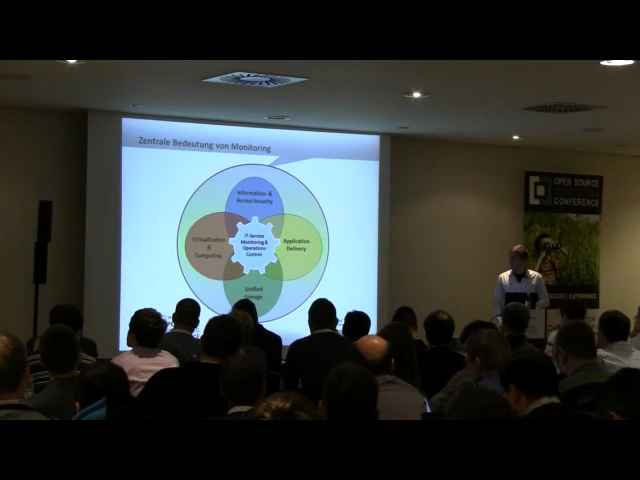 Zentrale Bedeutung von Monitoring
Information- &
Access Security
Virtualization
&
Computing
IT-Service
Monitoring &
Operations
Control
Application
Delivery
Unified
OPEN SOURCE
CONFERENCE